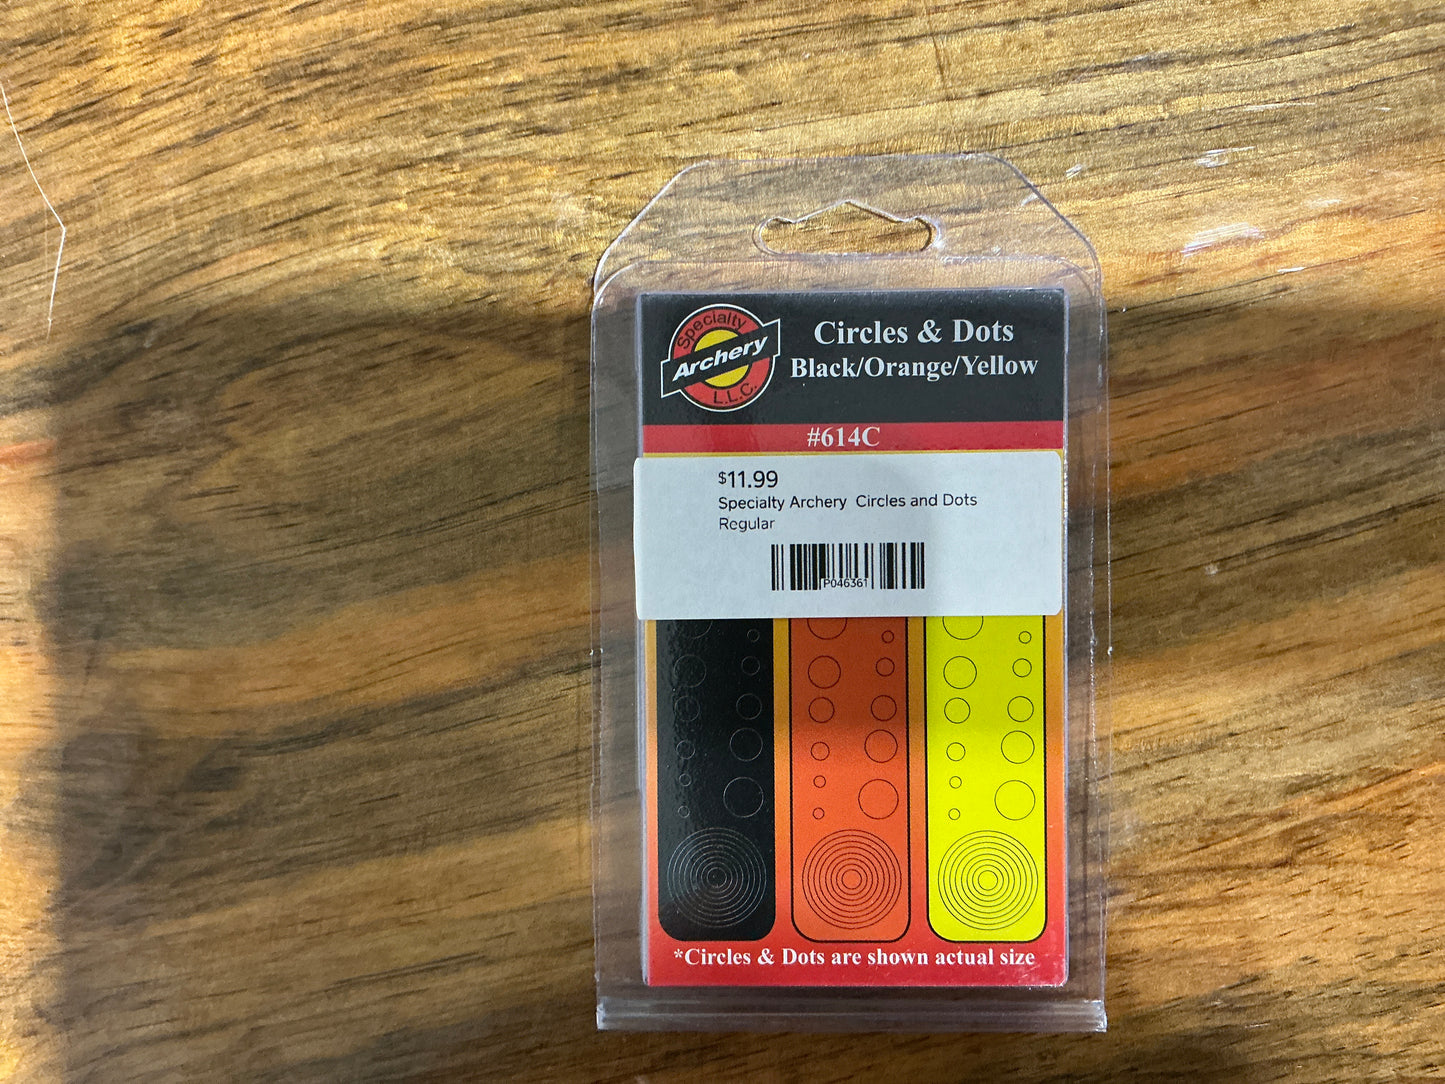 Specialty
Archery
L.L.C.
Circles & Dots
Black/Orange/Yellow
#614C
$11.99
Specialty Archery  Circles and Dots
Regular
P046361
*Circles & Dots are shown actual size